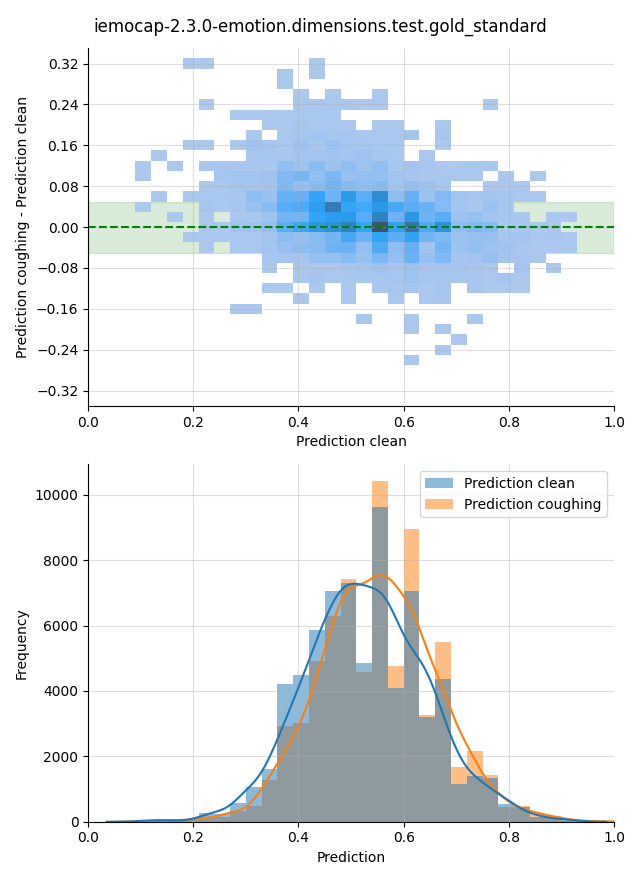 iemocap-2.3.0-emotion.dimensions.test.gold_standard
Prediction coughing - Prediction clean
0.32
0.24
0.16
0.08
0.00
−0.08
−0.16
−0.24
−0.32
0.0 0.2 0.4 0.6 0.8 1.0
Prediction clean
Prediction clean
Prediction coughing
Frequency
10000
8000
6000
4000
2000
0
0.0 0.2 0.4 0.6 0.8 1.0
Prediction